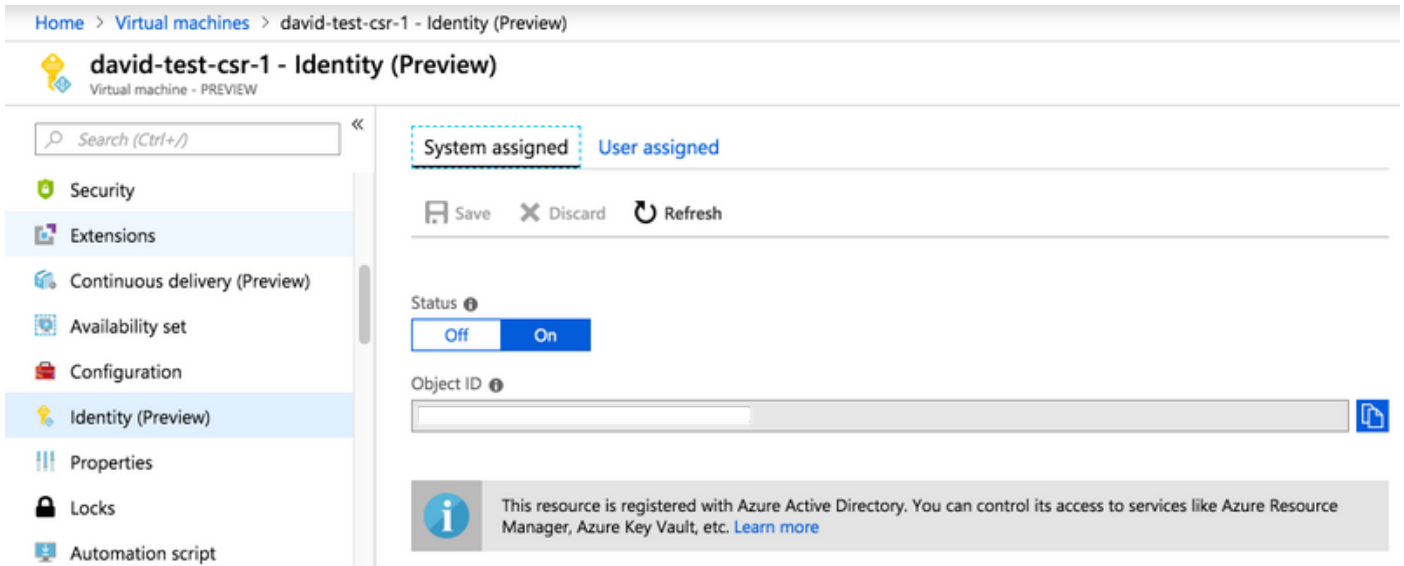 Home > Virtual machines > david-test-csr-1 - Identity (Preview)
david-test-csr-1 - Identity (Preview)
Virtual machine - PREVIEW
Search (Ctrl+/)
«
Security
Extensions
Continuous delivery (Preview)
Availability set
Configuration
Identity (Preview)
Properties
Locks
Automation script
System assigned User assigned
Save Discard Refresh
Status
Off On
Object ID
This resource is registered with Azure Active Directory. You can control its access to services like Azure Resource
Manager, Azure Key Vault, etc. Learn more